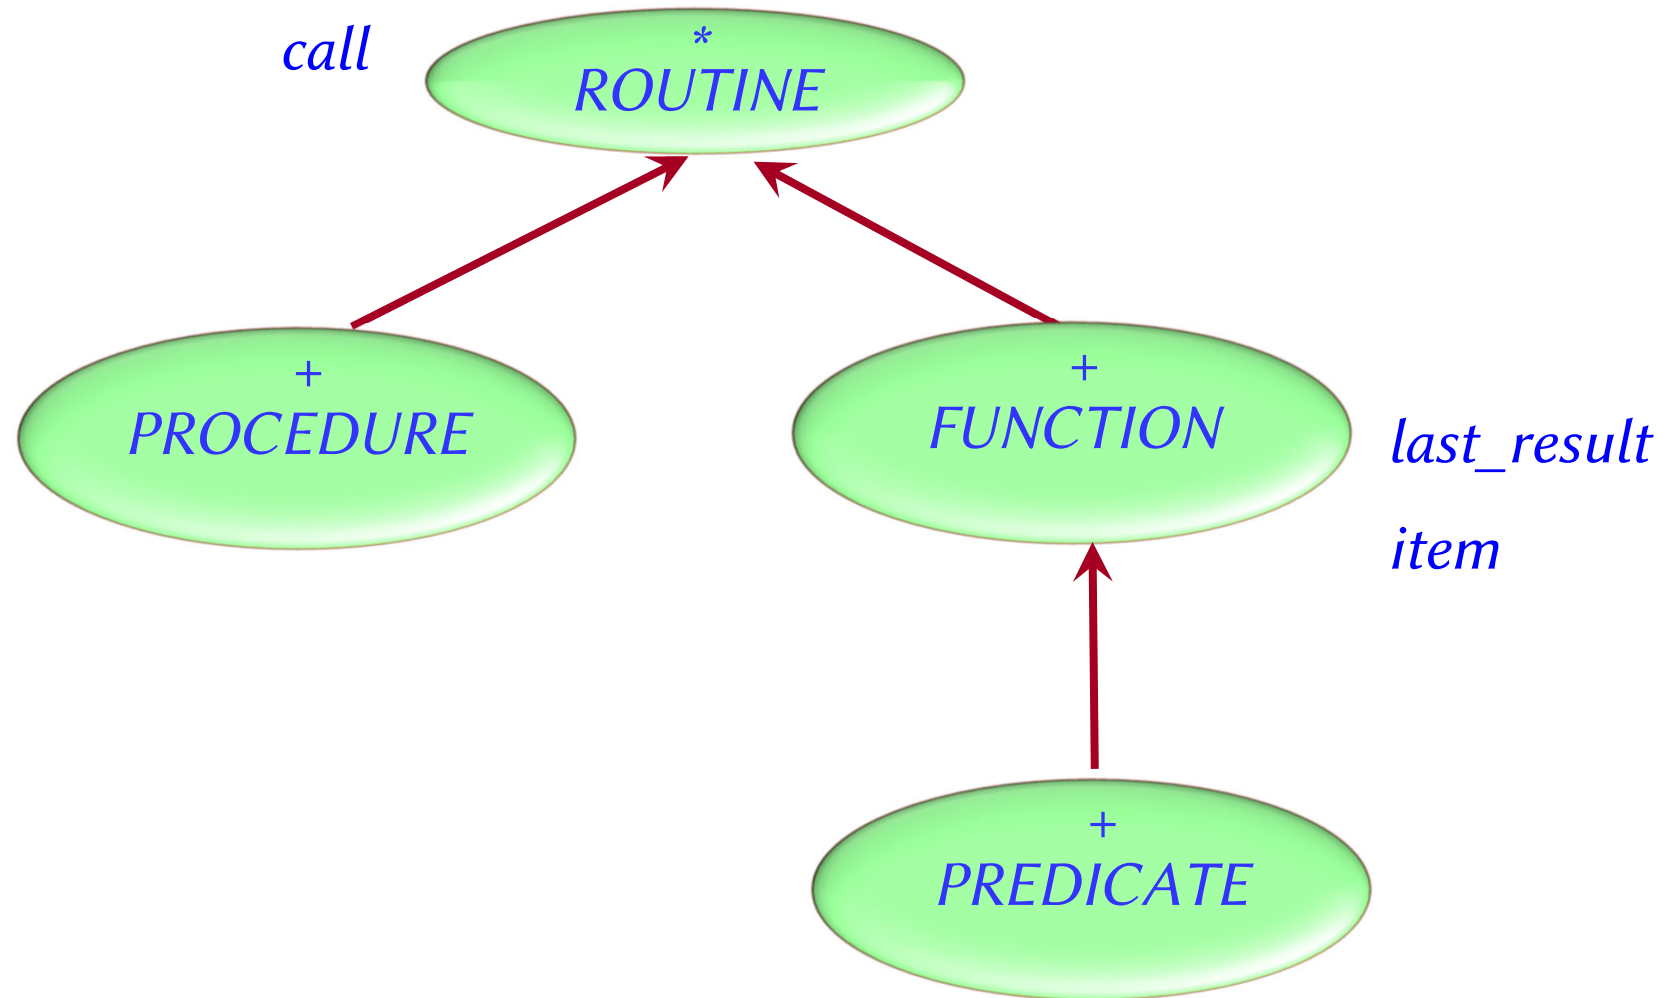 call
*
ROUTINE
+
PROCEDURE
+
FUNCTION
last_result
item
+
PREDICATE